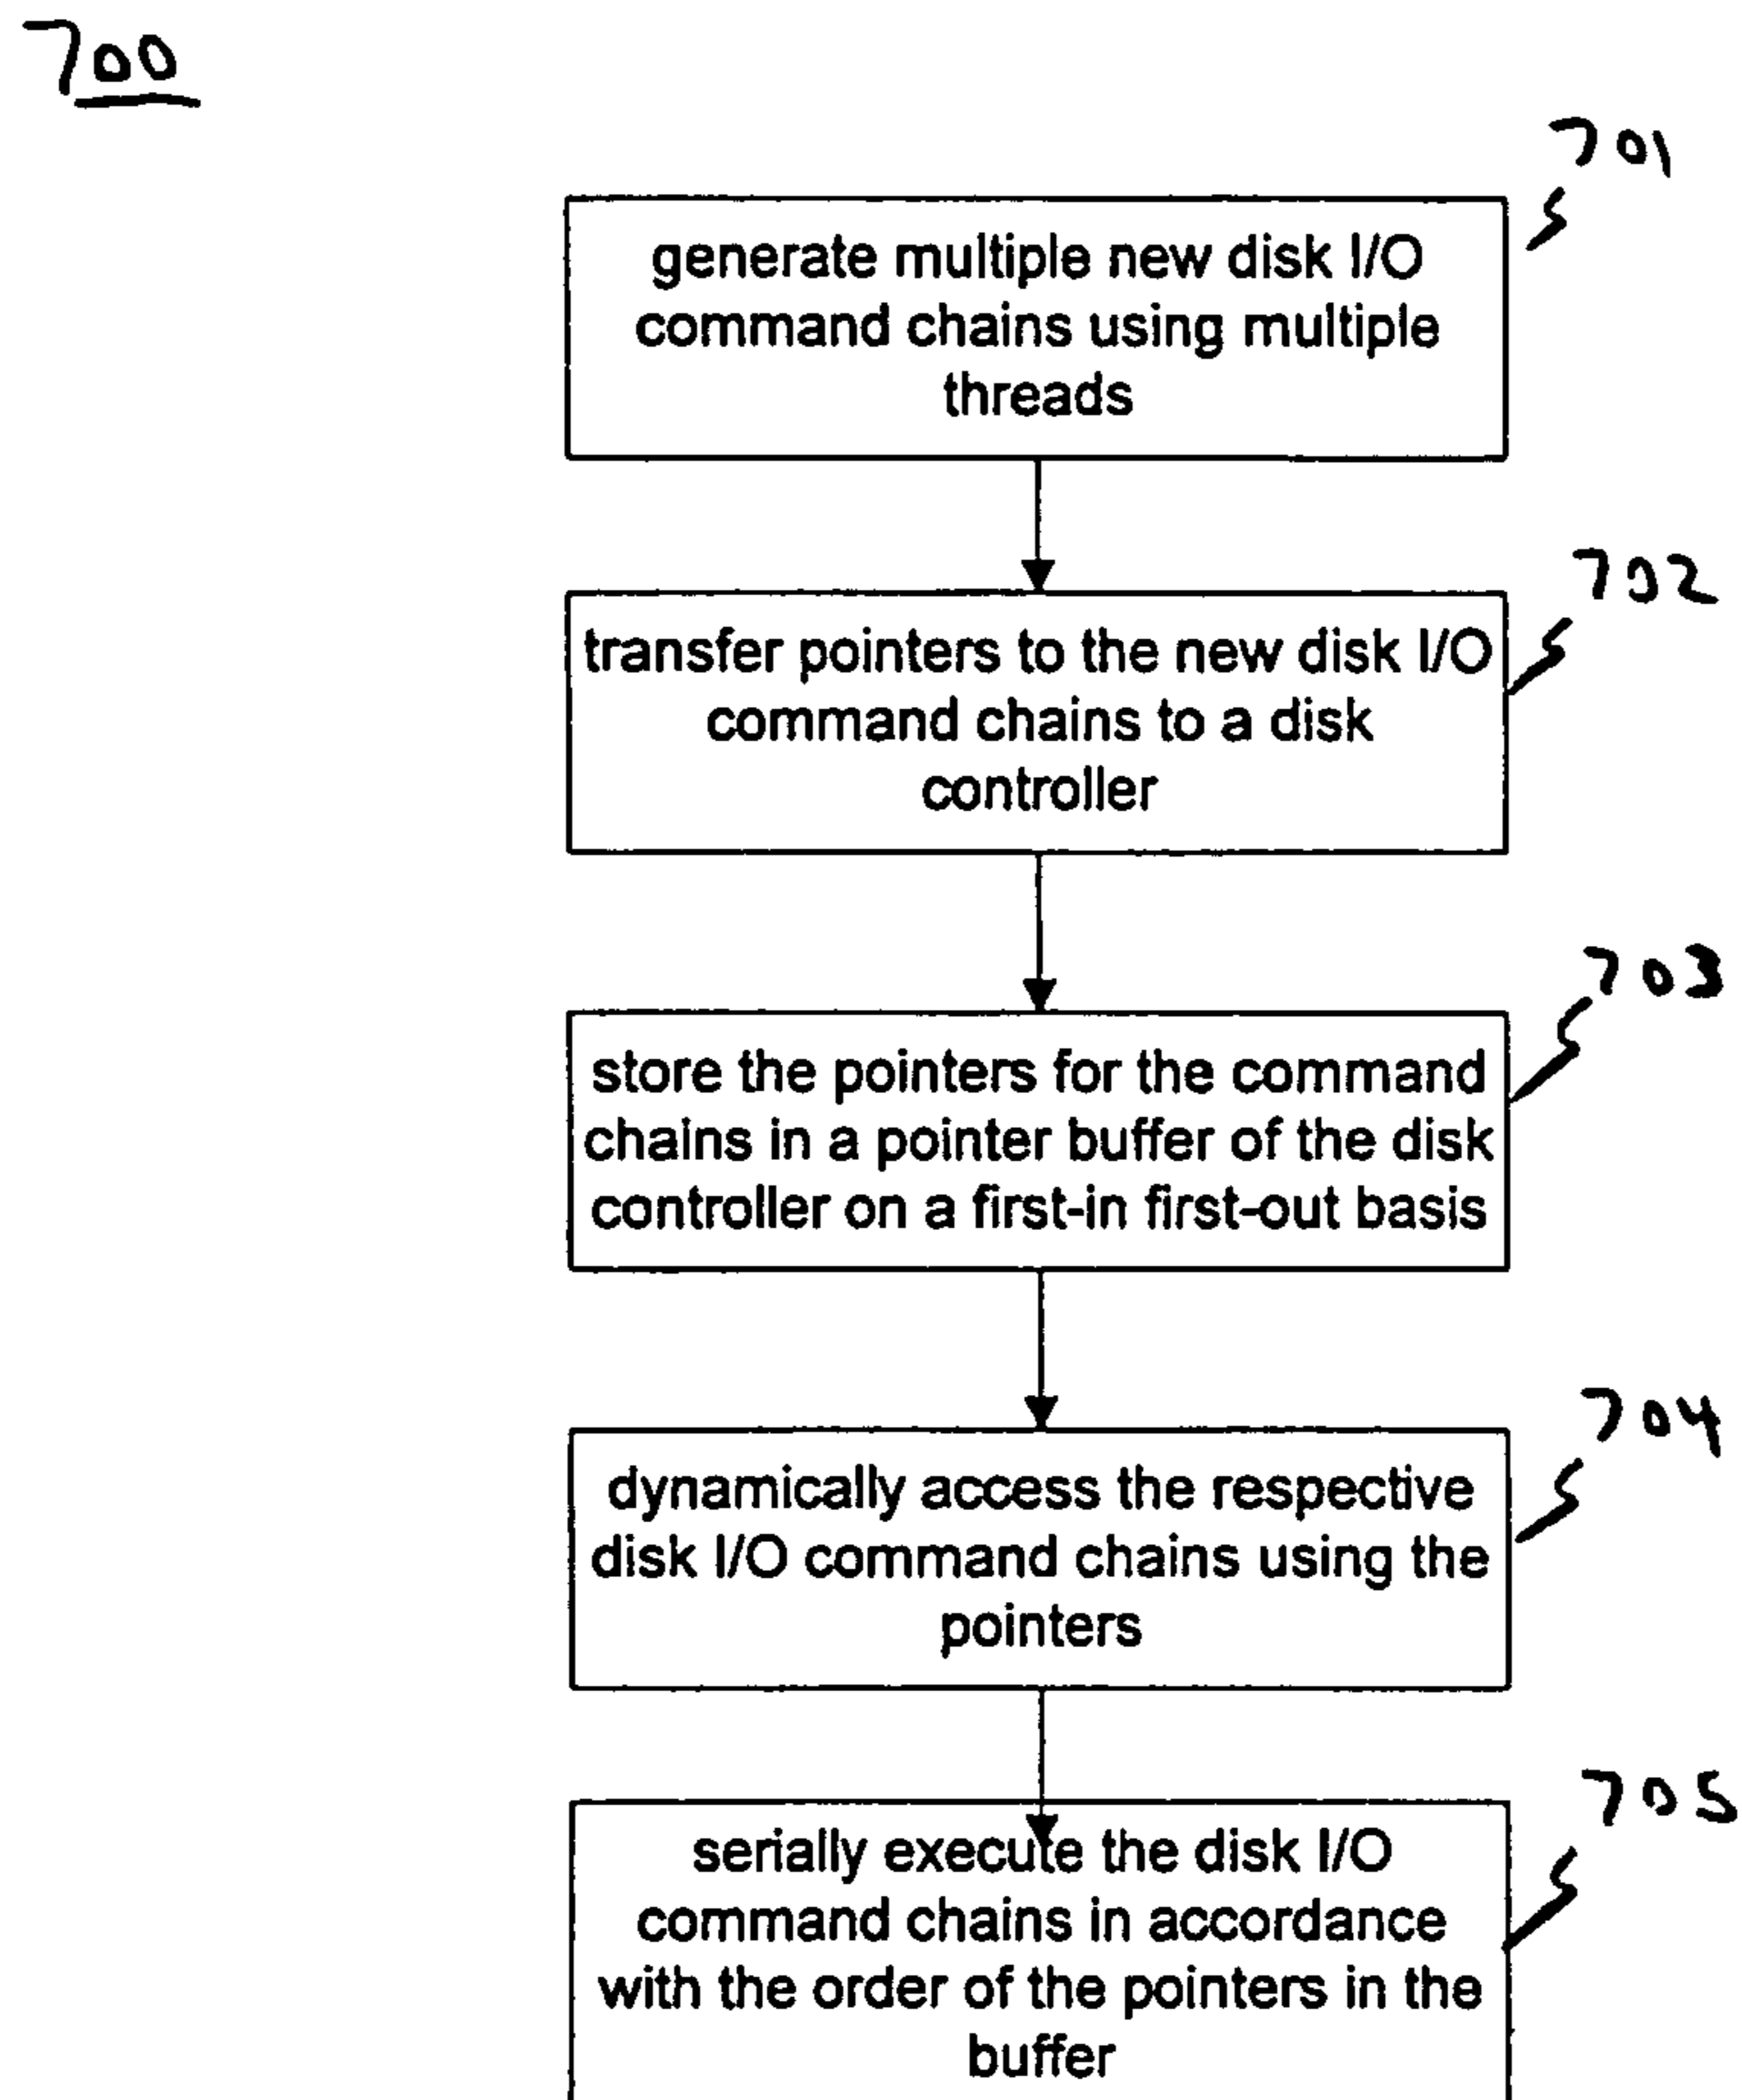 700
701
generate multiple new disk I/O
command chains using multiple
threads
702
transfer pointers to the new disk I/O
command chains to a disk
controller
703
store the pointers for the command
chains in a pointer buffer of the disk
controller on a first-in first-out basis
704
dynamically access the respective
disk I/O command chains using the
pointers
705
serially execute the disk I/O
command chains in accordance
with the order of the pointers in the
buffer